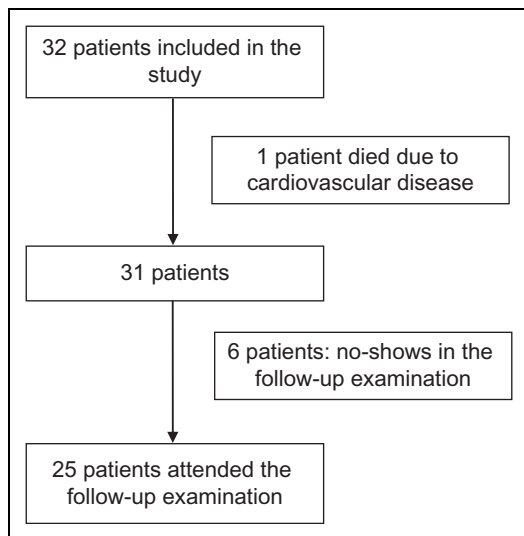 32 patients included in the
study
1 patient died due to
cardiovascular disease
31 patients
6 patients: no-shows in the
follow-up examination
25 patients attended the
follow-up examination